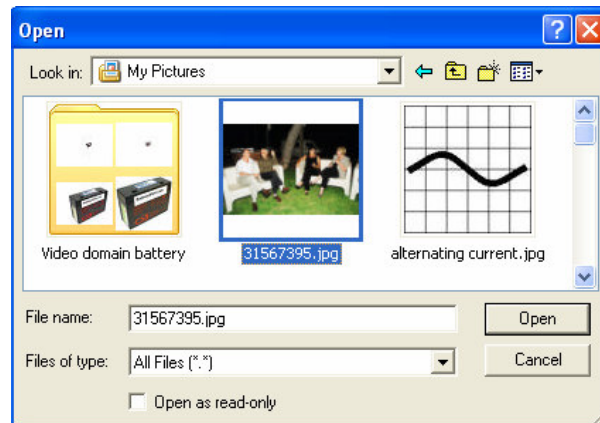 Open
Look in: My Pictures
Video domain battery
31567395.jpg
alternating current.jpg
File name: 31567395.jpg
Open
Files of type: All Files (*.*)
Cancel
Open as read-only